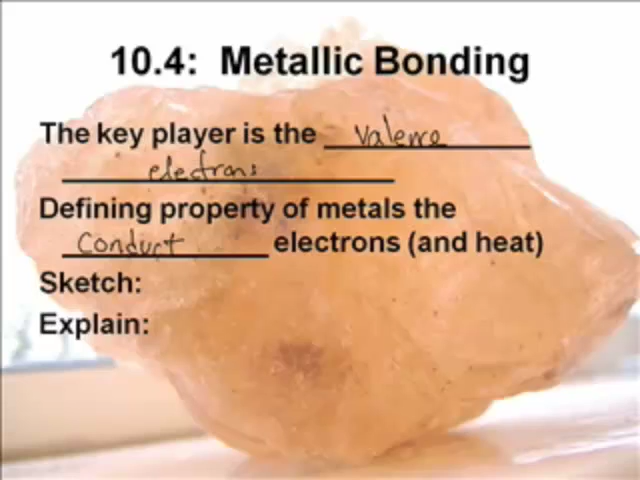 10.4: Metallic Bonding
The key player is the valence
electrons
Defining property of metals the
conduct electrons (and heat)
Sketch:
Explain: